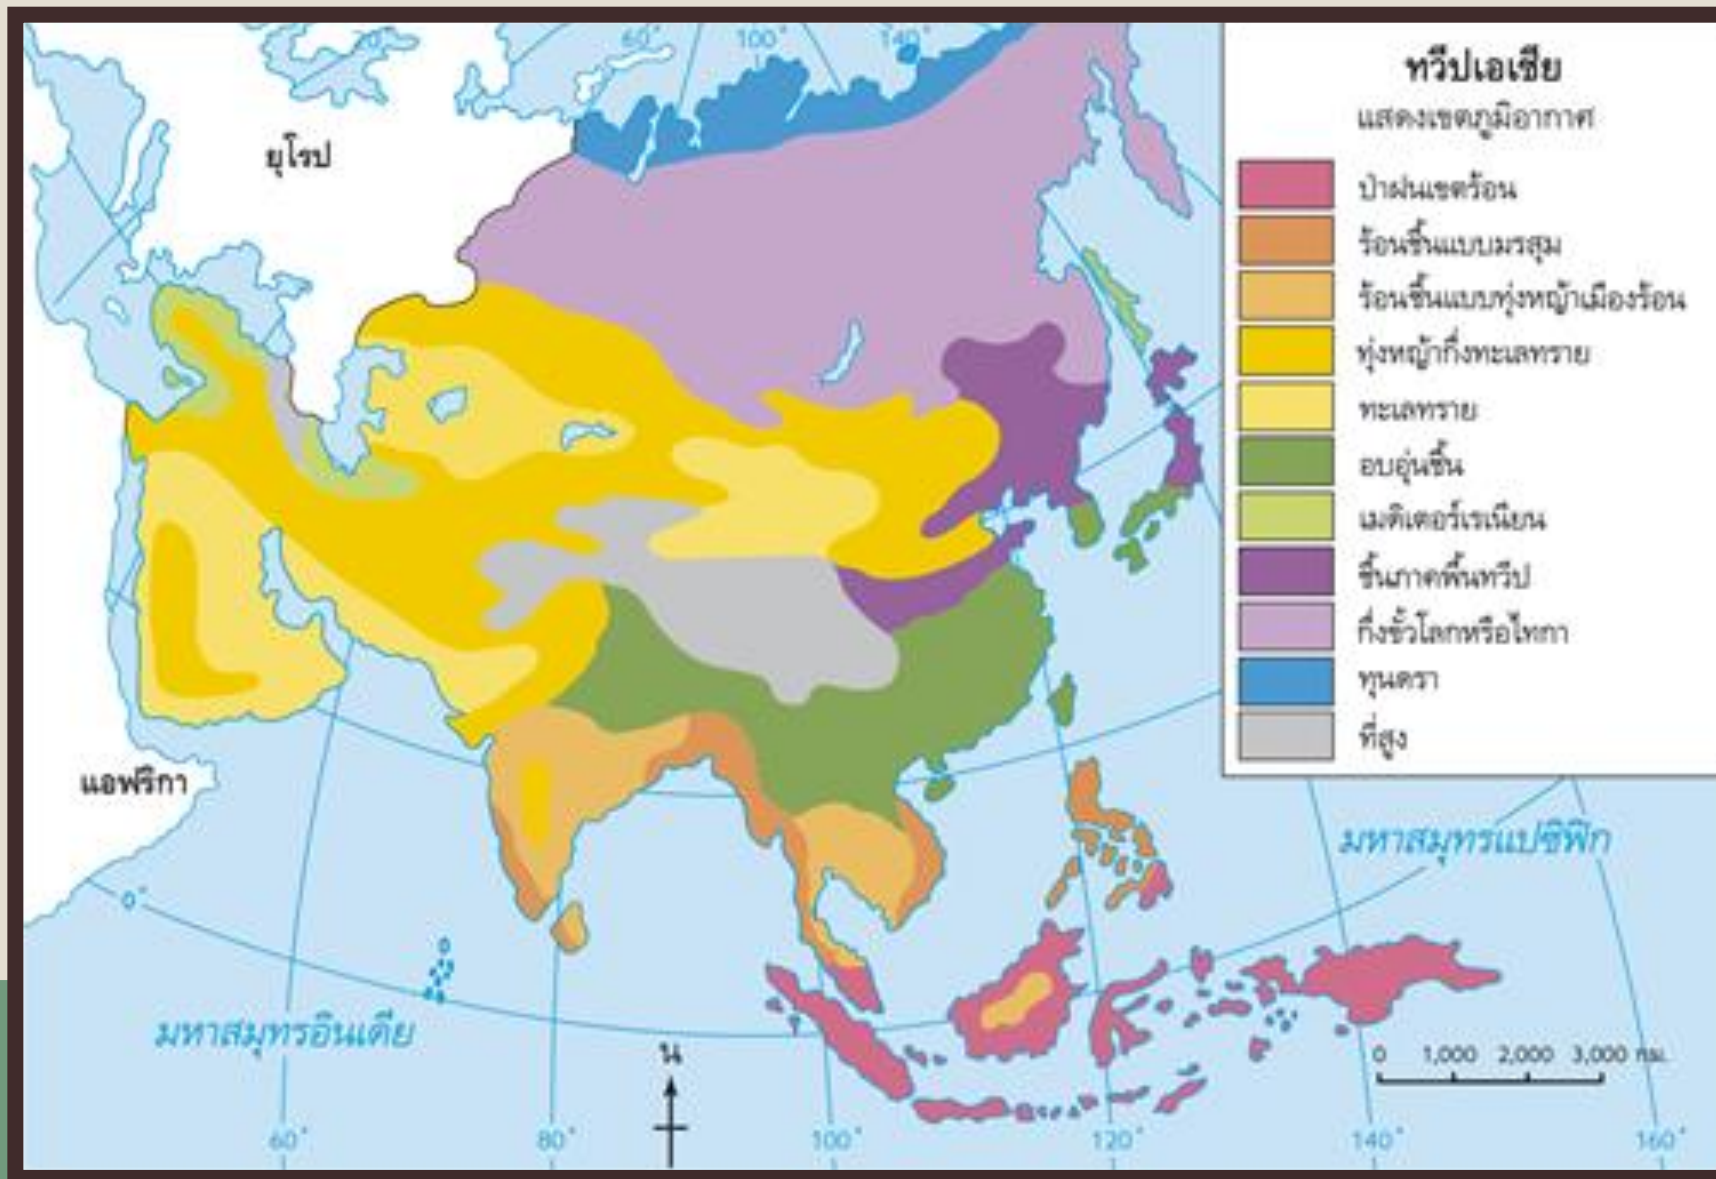 70°
60°
100°
140°
ทวีปเอเชีย
แสดงเขตภูมิอากาศ
ยุโรป
ป่าฝนเขตร้อน
ร้อนชื้นแบบมรสุม
ร้อนชื้นแบบทุ่งหญ้าเมืองร้อน
ทุ่งหญ้ากึ่งทะเลทราย
ทะเลทราย
อบอุ่นชื้น
เมดิเตอร์เรเนียน
ชื้นภาคพื้นทวีป
กึ่งขั้วโลกหรือไทกา
ทุนดรา
ที่สูง
แอฟริกา
มหาสมุทรแปซิฟิก
0°
มหาสมุทรอินเดีย
น
0 1,000 2,000 3,000 กม.
60° 80° 100° 120° 140° 160°